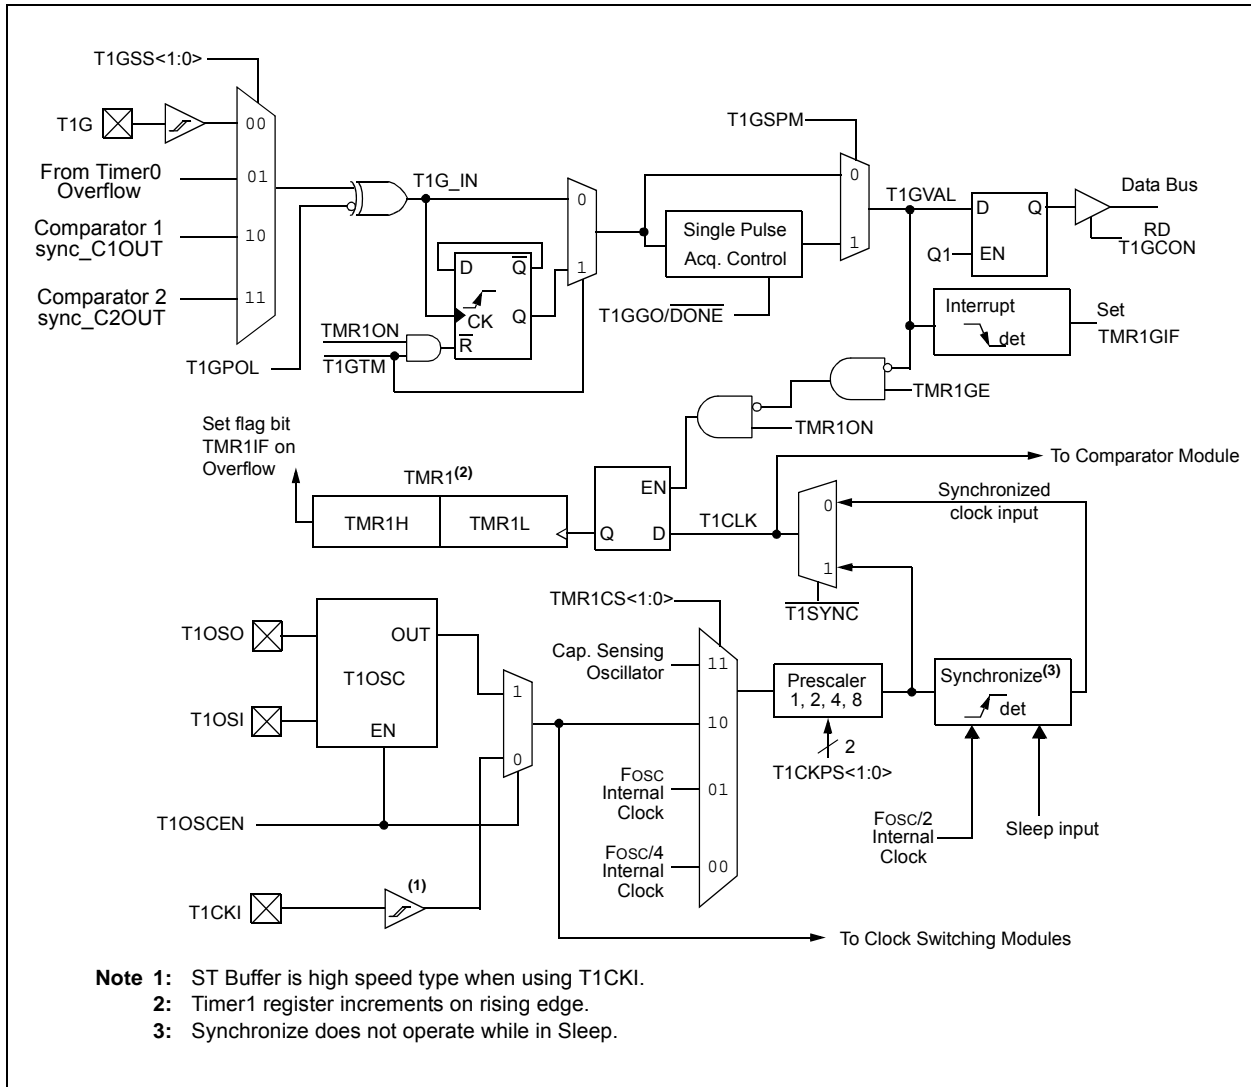 T1GSS<1:0>
T1G
00
From Timer0
Overflow
01
Comparator 1
sync_C1OUT
10
Comparator 2
sync_C2OUT
11
T1GPOL
T1G_IN
0
1
D
Q
CK
Q
R
TMR1ON
T1GTM
T1GSPM
0
1
Single Pulse
Acq. Control
T1GGO/DONE
T1GVAL
D
Q
Q1
EN
Data Bus
RD
T1GCON
Interrupt
det
Set
TMR1GIF
TMR1GE
TMR1ON
Set flag bit
TMR1IF on
Overflow
TMR1(2)
TMR1H
TMR1L
EN
Q
D
T1CLK
To Comparator Module
0
1
Synchronized
clock input
T1SYNC
T1OSO
T1OSI
OUT
T1OSC
EN
1
0
T1OSCEN
T1CKI
(1)
TMR1CS<1:0>
Cap. Sensing
Oscillator
11
10
FOSC
Internal
Clock
01
FOSC/4
Internal
Clock
00
Prescaler
1, 2, 4, 8
2
T1CKPS<1:0>
Synchronize(3)
det
FOSC/2
Internal
Clock
Sleep input
To Clock Switching Modules
Note 1: ST Buffer is high speed type when using T1CKI.
2: Timer1 register increments on rising edge.
3: Synchronize does not operate while in Sleep.